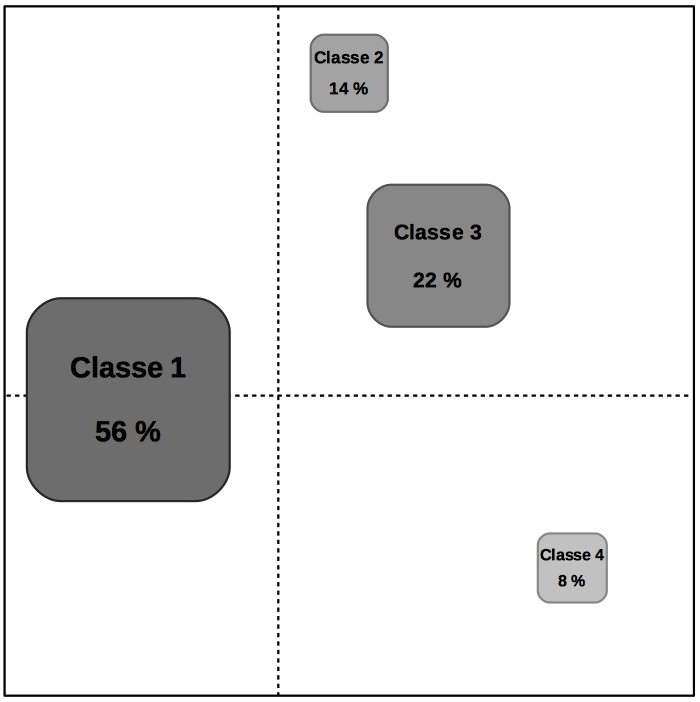 Classe 2
14 %
Classe 3
22 %
Classe 1
56 %
Classe 4
8 %